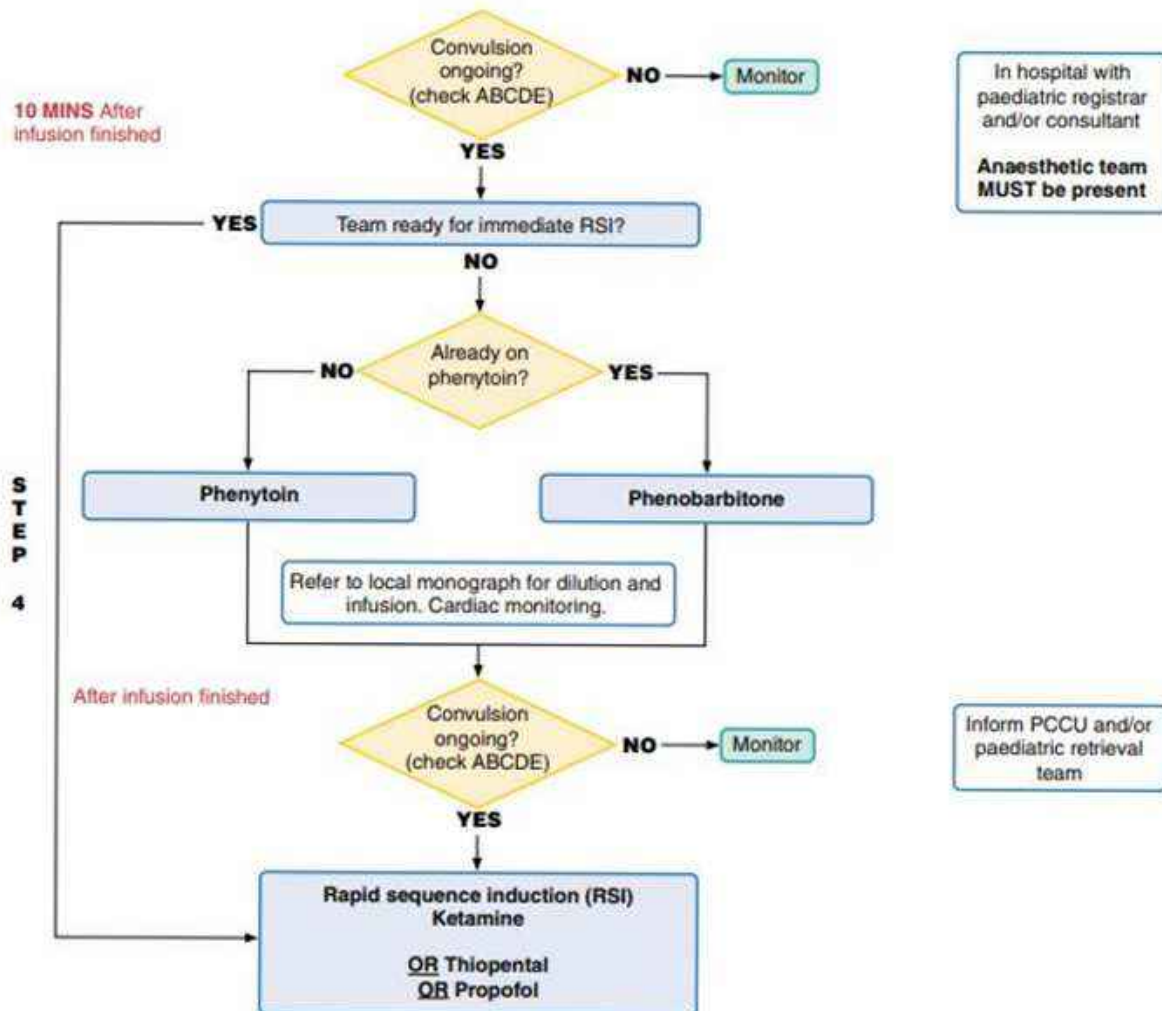 Convulsion
ongoing?
(check ABCDE)
NO
Monitor
In hospital with
paediatric registrar
and/or consultant
Anaesthetic team
MUST be present
10 MINS After
infusion finished
YES
YES
Team ready for immediate RSI?
NO
Already on
phenytoin?
NO
YES
Phenytoin
Phenobarbitone
STEP 4
Refer to local monograph for dilution and
infusion. Cardiac monitoring.
After infusion finished
Convulsion
ongoing?
(check ABCDE)
NO
Monitor
Inform PCCU and/or
paediatric retrieval
team
YES
Rapid sequence induction (RSI)
Ketamine
OR Thiopental
OR Propofol